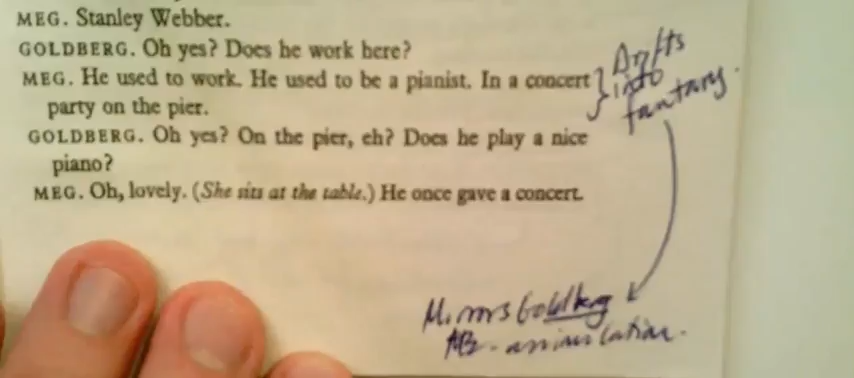 MEG. Stanley Webber.
GOLDBERG. Oh yes? Does he work here?
MEG. He used to work. He used to be a pianist. In a concert
party on the pier.
GOLDBERG. Oh yes? On the pier, eh? Does he play a nice
piano?
MEG. Oh, lovely. (She sits at the table.) He once gave a concert.
Drifts
into
fantasy.
Mirrors Goldberg